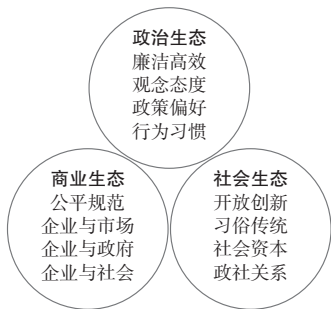 政治生态
廉洁高效
观念态度
政策偏好
行为习惯
商业生态
公平规范
企业与市场
企业与政府
企业与社会
社会生态
开放创新
习俗传统
社会资本
政社关系